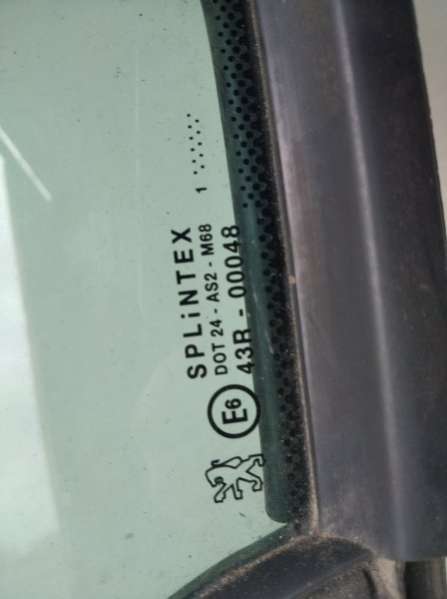 SPLiNTEX
DOT 24 - AS2 - M68
1 .......
E6
43R - 00048